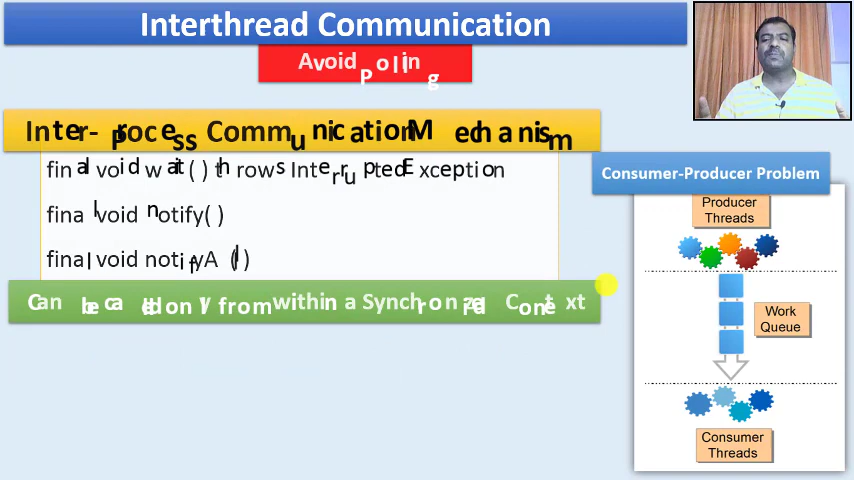 Interthread Communication
Avoid Polling
Inter-Process Communication Mechanism
final void wait( ) throws InterruptedException
final void notify( )
final void notifyAll( )
Can be called only from within a Synchronized Context
Consumer-Producer Problem
Producer
Threads
Work
Queue
Consumer
Threads